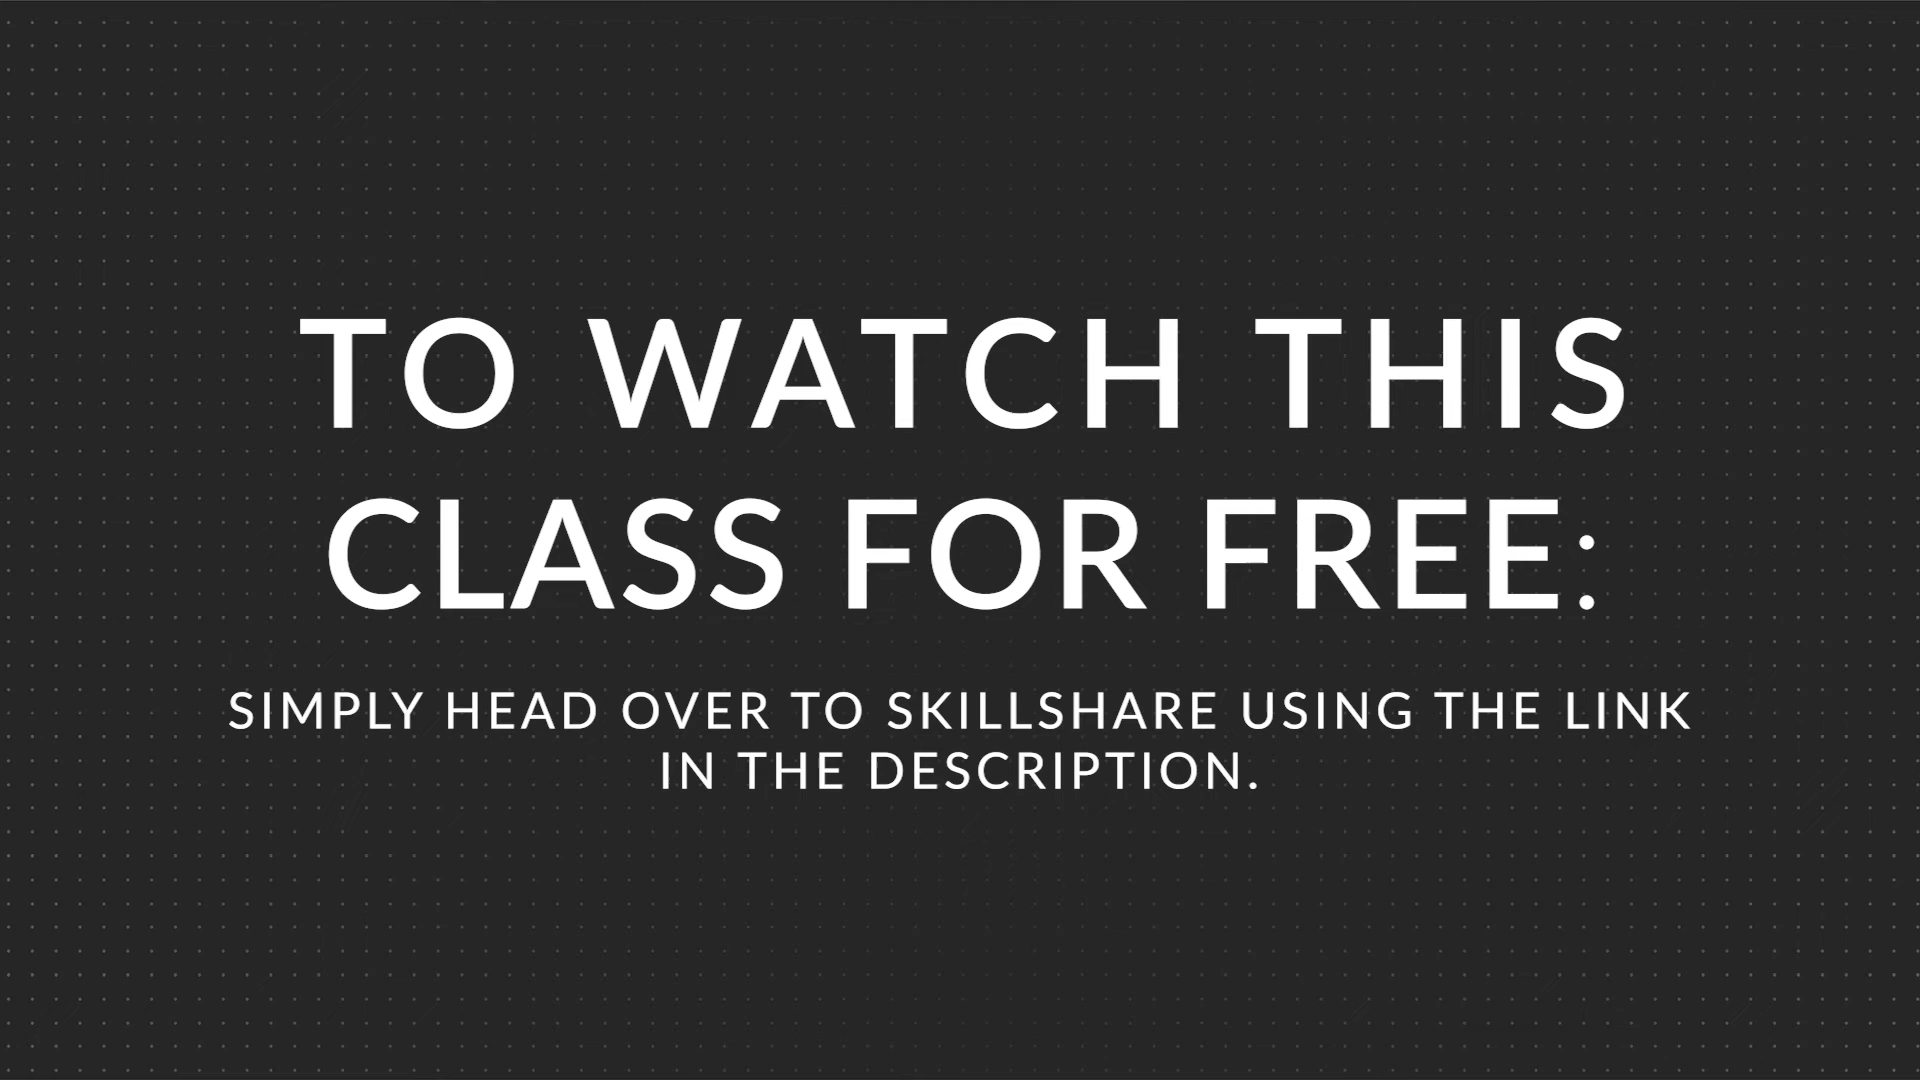 TO WATCH THIS
CLASS FOR FREE:
SIMPLY HEAD OVER TO SKILLSHARE USING THE LINK
IN THE DESCRIPTION.